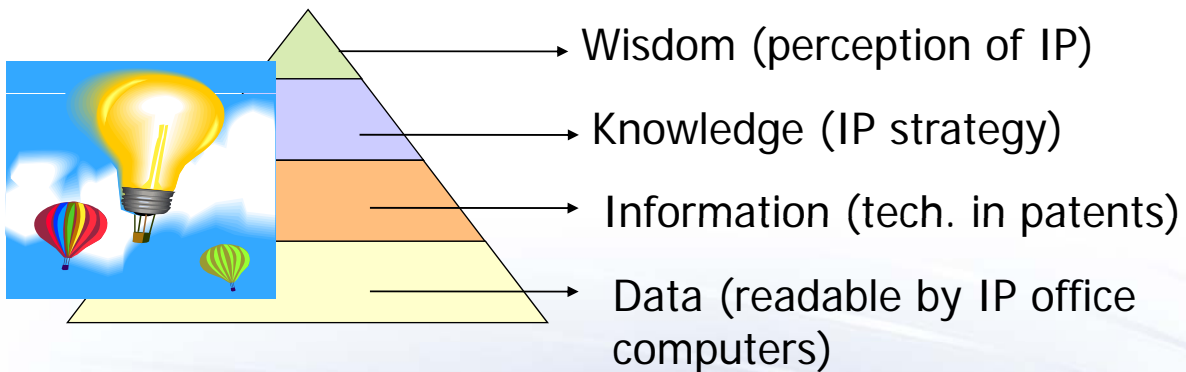 Wisdom (perception of IP)
Knowledge (IP strategy)
Information (tech. in patents)
Data (readable by IP office
computers)